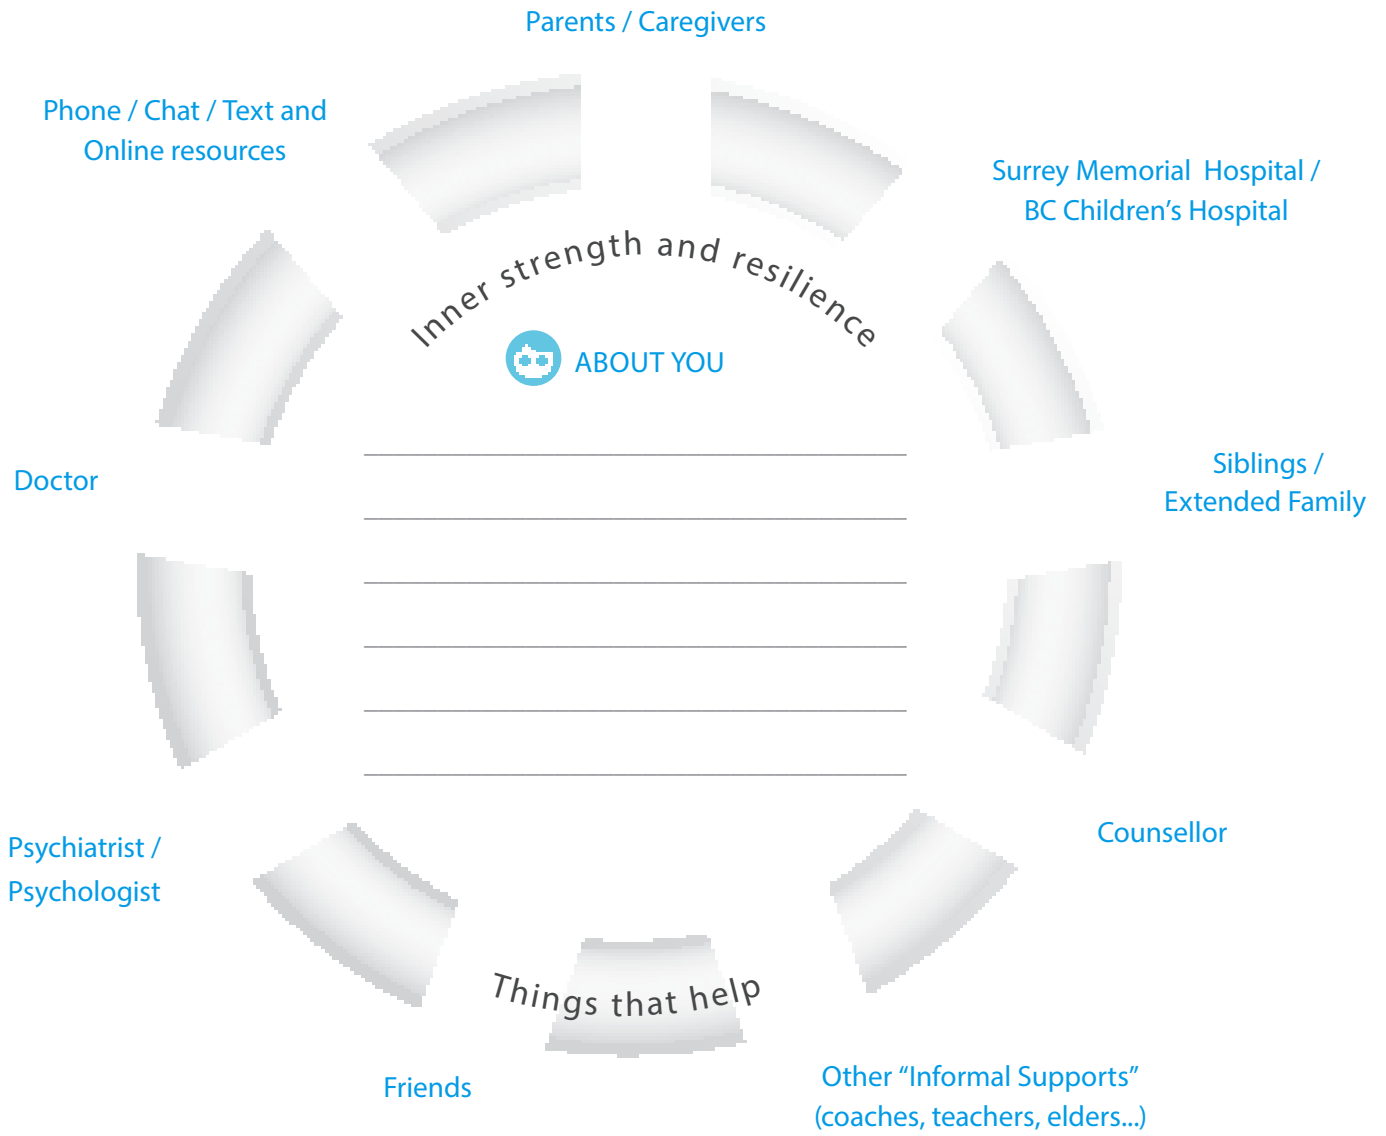 Parents / Caregivers
Phone / Chat / Text and
Online resources
Surrey Memorial  Hospital /
BC Children’s Hospital
Inner strength and resilience
ABOUT YOU
Doctor
Siblings /
Extended Family
Psychiatrist /
Psychologist
Counsellor
Things that help
Friends
Other “Informal Supports”
(coaches, teachers, elders...)